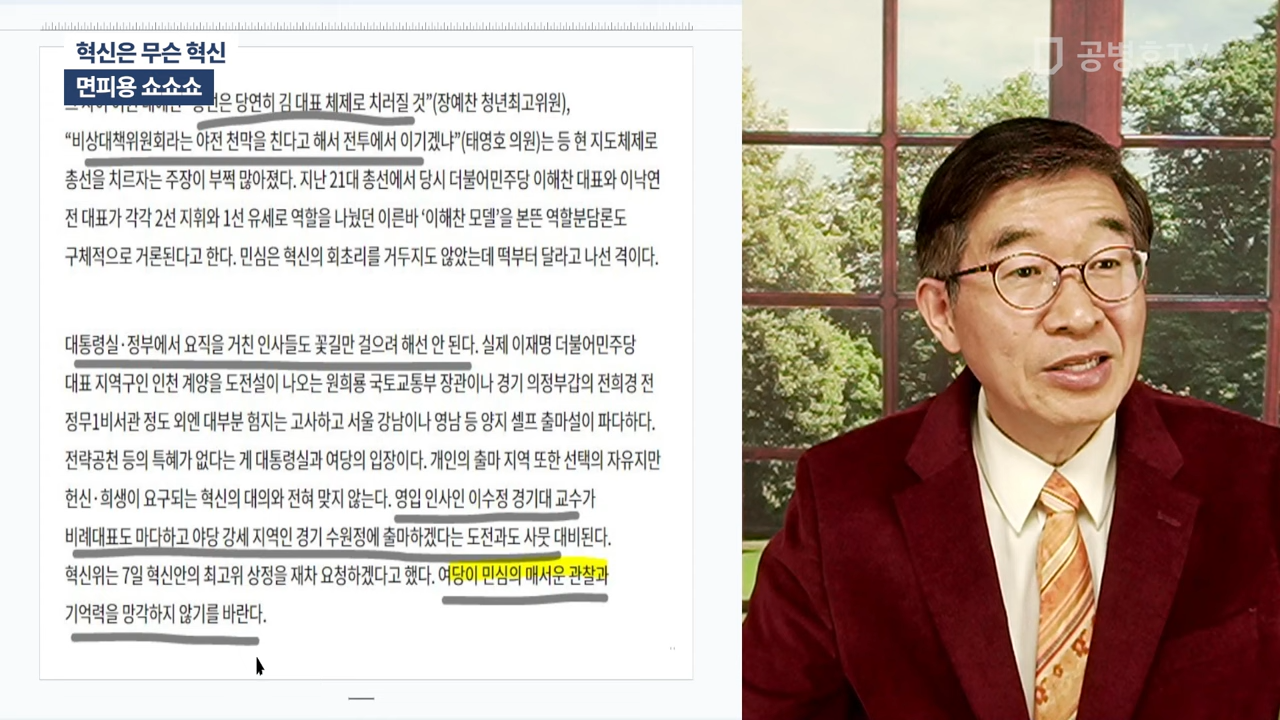 혁신은 무슨 혁신
면피용 쇼쇼쇼
공병호TV
당연히 김 대표 체제로 치러질 것”(장예찬 청년최고위원),
“비상대책위원회라는 야전 천막을 친다고 해서 전투에서 이기겠냐”(태영호 의원)는 등 현 지도체제로
총선을 치르자는 주장이 부쩍 많아졌다. 지난 21대 총선에서 당시 더불어민주당 이해찬 대표와 이낙연
전 대표가 각각 2선 지휘와 1선 유세로 역할을 나눴던 이른바 ‘이해찬 모델’을 본뜬 역할분담론도
구체적으로 거론된다고 한다. 민심은 혁신의 회초리를 거두지도 않았는데 떡부터 달라고 나선 격이다.
대통령실·정부에서 요직을 거친 인사들도 꽃길만 걸으려 해선 안 된다. 실제 이재명 더불어민주당
대표 지역구인 인천 계양을 도전설이 나오는 원희룡 국토교통부 장관이나 경기 의정부갑의 전희경 전
정무1비서관 정도 외엔 대부분 험지는 고사하고 서울 강남이나 영남 등 양지 셀프 출마설이 파다하다.
전략공천 등의 특혜가 없다는 게 대통령실과 여당의 입장이다. 개인의 출마 지역 또한 선택의 자유지만
헌신·희생이 요구되는 혁신의 대의와 전혀 맞지 않는다. 영입 인사인 이수정 경기대 교수가
비례대표도 마다하고 야당 강세 지역인 경기 수원정에 출마하겠다는 도전과도 사뭇 대비된다.
혁신위는 7일 혁신안의 최고위 상정을 재차 요청하겠다고 했다. 여당이 민심의 매서운 관찰과
기억력을 망각하지 않기를 바란다.